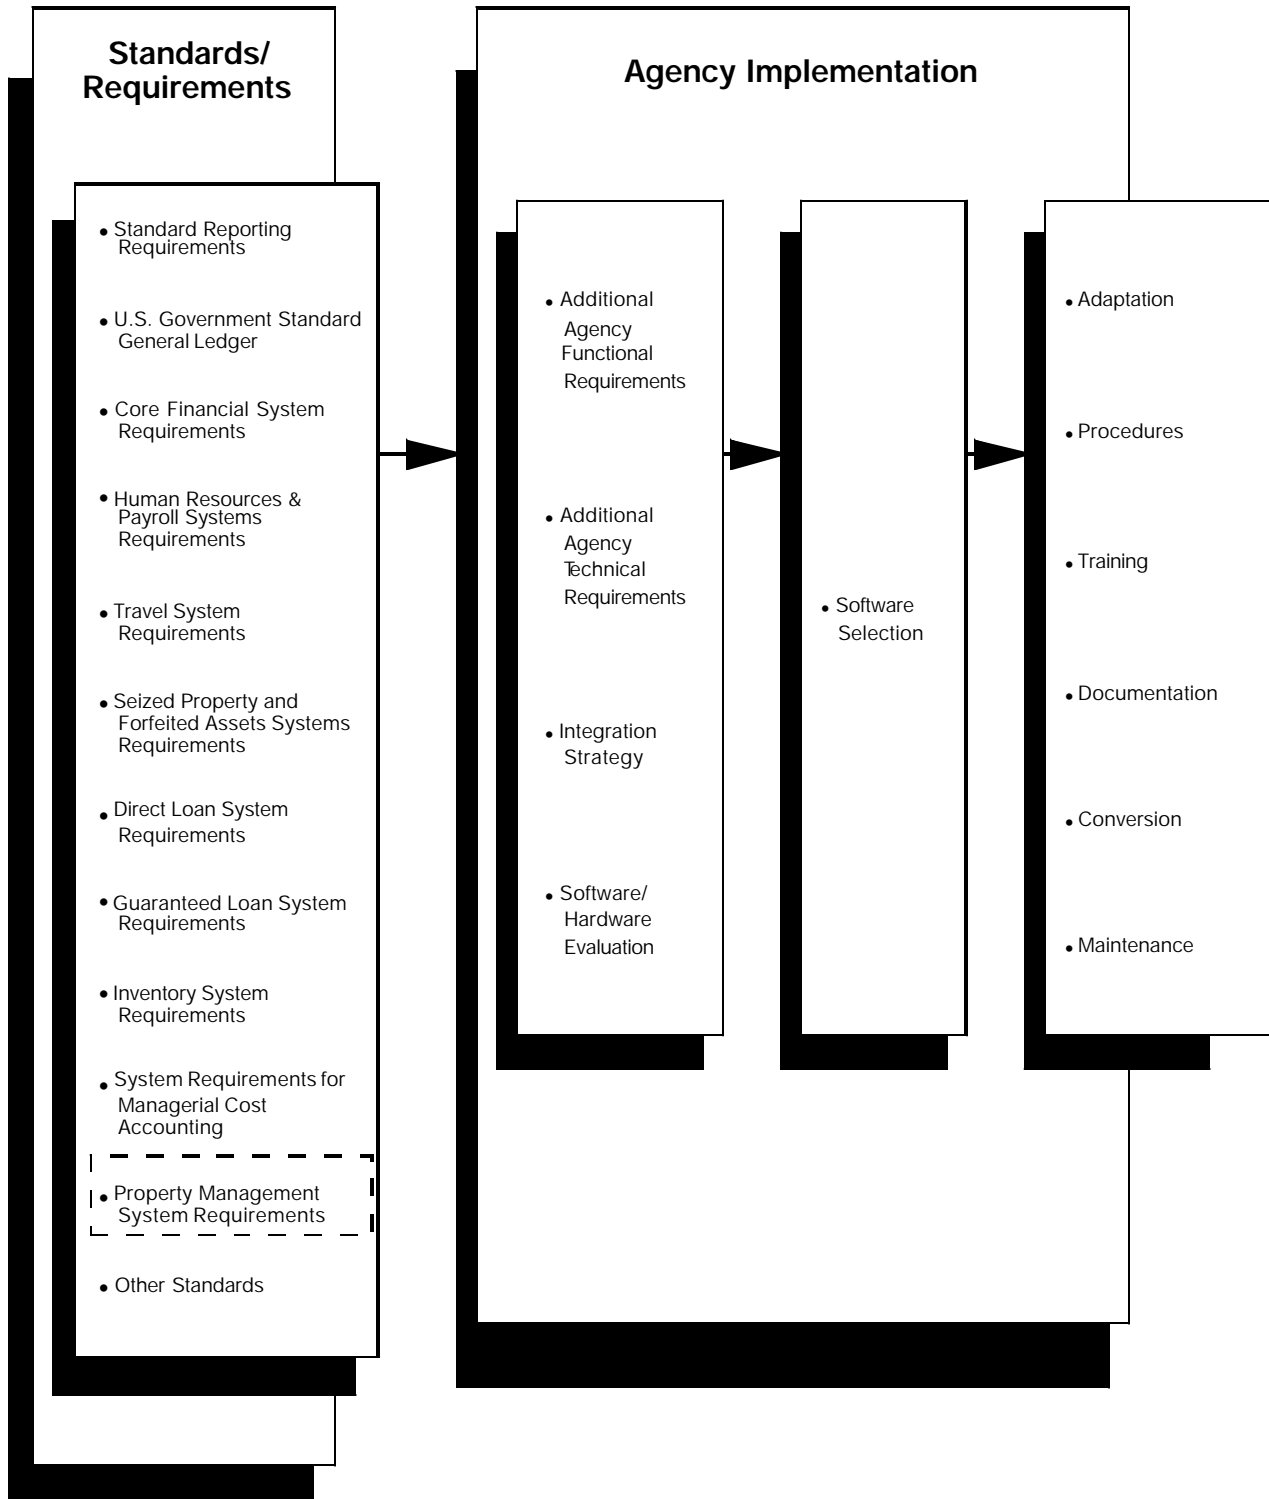 Standards/
Requirements
• Standard Reporting
Requirements
• U.S. Government Standard
General Ledger
• Core Financial System
Requirements
• Human Resources &
Payroll Systems
Requirements
• Travel System
Requirements
• Seized Property and
Forfeited Assets Systems
Requirements
• Direct Loan System
Requirements
• Guaranteed Loan System
Requirements
• Inventory System
Requirements
• System Requirements for
Managerial Cost
Accounting
• Property Management
System Requirements
• Other Standards
Agency Implementation
• Additional
Agency
Functional
Requirements
• Additional
Agency
Technical
Requirements
• Integration
Strategy
• Software/
Hardware
Evaluation
• Software
Selection
• Adaptation
• Procedures
• Training
• Documentation
• Conversion
• Maintenance